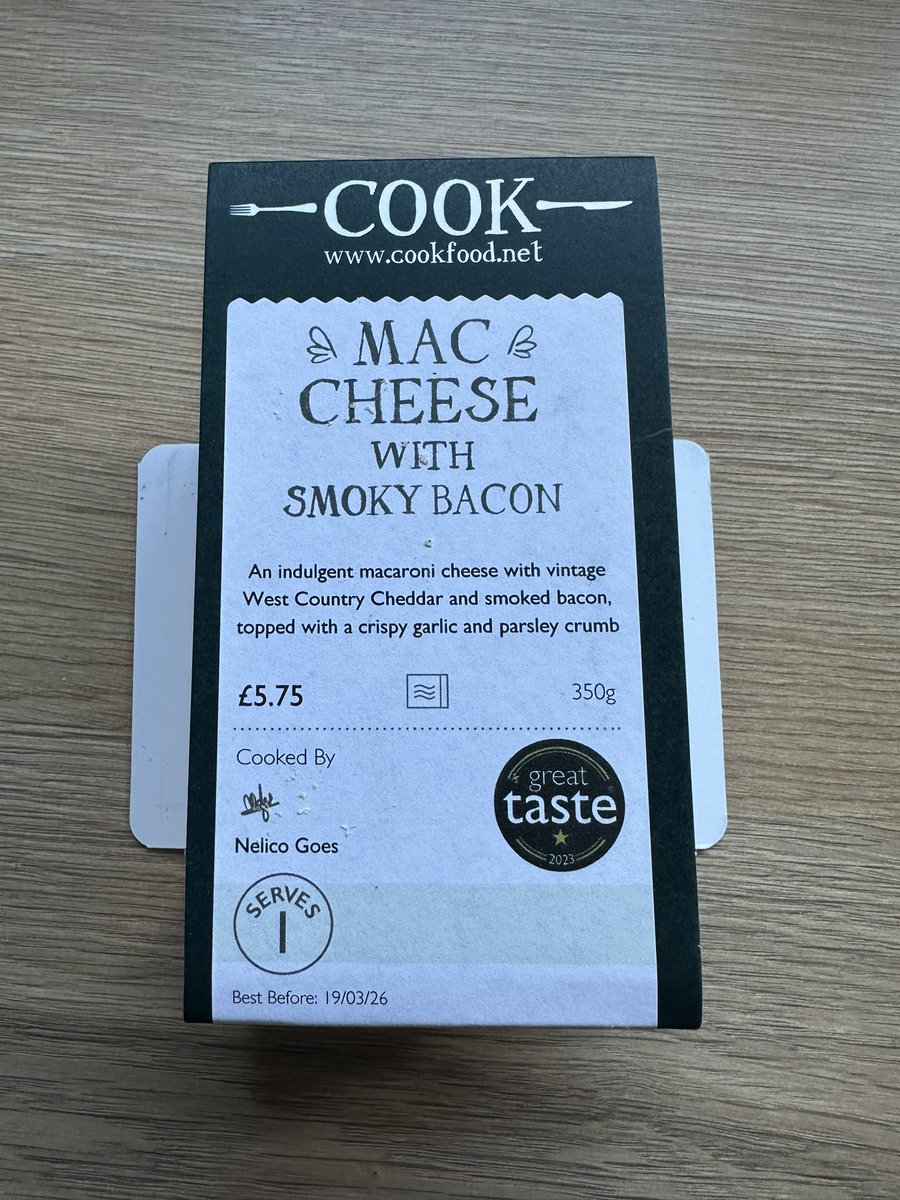 COOK
www.cookfood.net
MAC
CHEESE
WITH
SMOKY BACON
An indulgent macaroni cheese with vintage
West Country Cheddar and smoked bacon,
topped with a crispy garlic and parsley crumb
£5.75
350g
Cooked By
great
taste
2023
Nelico Goes
SERVES
1
Best Before: 19/03/26